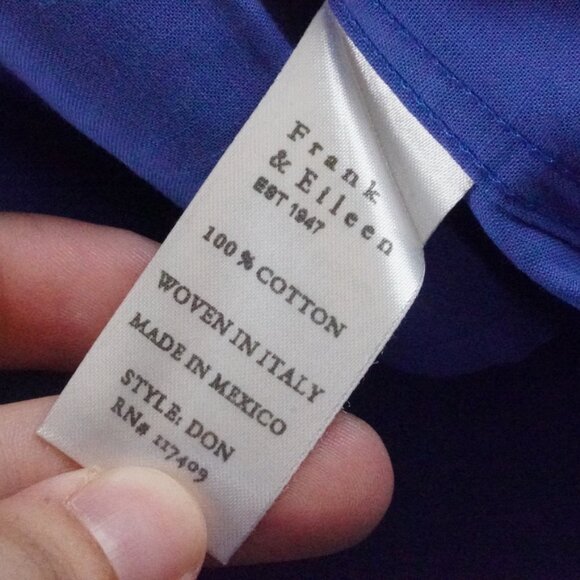 Frank
& Eileen
EST 1947
100% COTTON
WOVEN IN ITALY
MADE IN MEXICO
STYLE: DON
RN# 117409